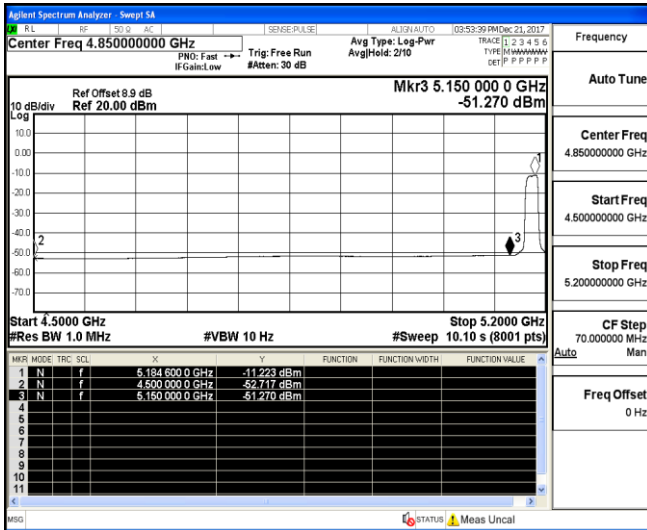 Agilent Spectrum Analyzer - Swept SA
RL RF 50 Ω AC SENSE:PULSE ALIGNAUTO 03:53:39 PM Dec 21, 2017
Center Freq 4.850000000 GHz
PNO: Fast
IFGain:Low
Trig: Free Run
#Atten: 30 dB
Avg Type: Log-Pwr
Avg|Hold: 2/10
TRACE 1 2 3 4 5 6
TYPE M
DET P P P P P P
Ref Offset 8.9 dB
10 dB/div Ref 20.00 dBm
Log
Mkr3 5.150 000 0 GHz
-51.270 dBm
10.0
0.00
-10.0
-20.0
-30.0
-40.0
-50.0
-60.0
-70.0
1
2
3
Start 4.5000 GHz Stop 5.2000 GHz
#Res BW 1.0 MHz #VBW 10 Hz #Sweep 10.10 s (8001 pts)
MKR MODE TRC SCL X Y FUNCTION FUNCTION WIDTH FUNCTION VALUE
1 N f 5.184 600 0 GHz -11.223 dBm
2 N f 4.500 000 0 GHz -52.717 dBm
3 N f 5.150 000 0 GHz -51.270 dBm
4
5
6
7
8
9
10
11
MSG STATUS Meas Uncal
Frequency
Auto Tune
Center Freq
4.850000000 GHz
Start Freq
4.500000000 GHz
Stop Freq
5.200000000 GHz
CF Step
70.000000 MHz
Auto Man
Freq Offset
0 Hz